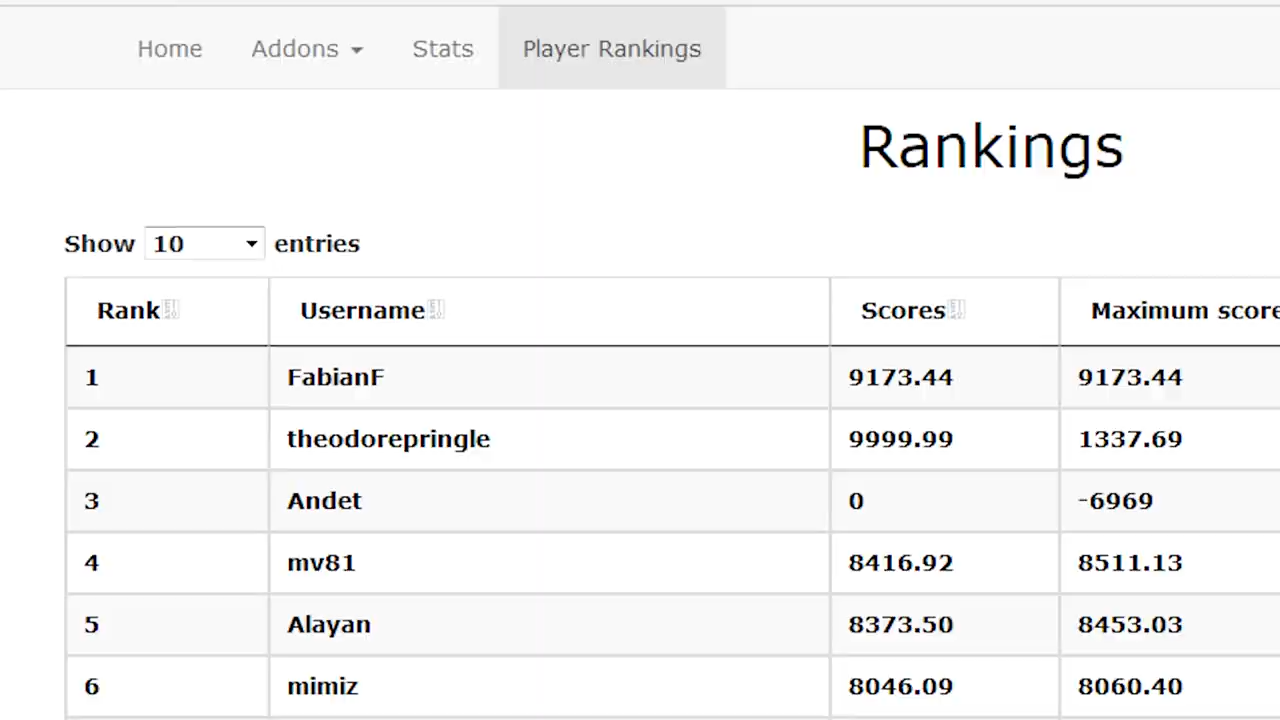 Home Addons Stats Player Rankings
Rankings
Show 10 entries
Rank Username Scores Maximum score
1 FabianF 9173.44 9173.44
2 theodorepringle 9999.99 1337.69
3 Andet 0 -6969
4 mv81 8416.92 8511.13
5 Alayan 8373.50 8453.03
6 mimiz 8046.09 8060.40